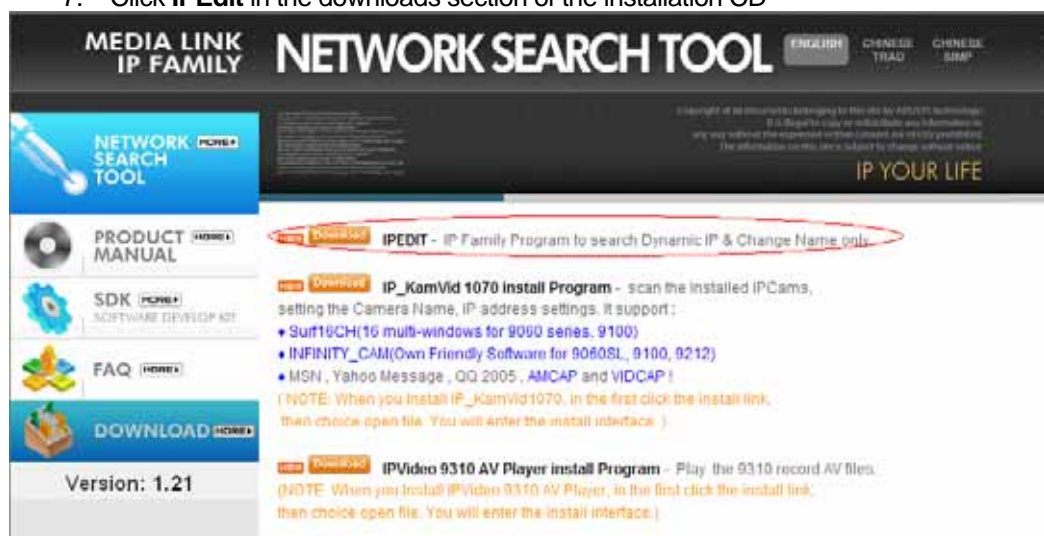 7. Click IPEdit in the downloads section of the installation CD
MEDIA LINK
IP FAMILY
NETWORK SEARCH TOOL
ENGLISH
CHINESE
TRAD
CHINESE
SIMP
IP YOUR LIFE
NETWORK MORE
SEARCH
TOOL
PRODUCT MORE
MANUAL
SDK MORE
SOFTWARE DEVELOP KIT
FAQ MORE
DOWNLOAD MORE
Version: 1.21
Download IPEDIT - IP Family Program to search Dynamic IP & Change Name only.
Download IP_KamVid 1070 install Program - scan the installed IPCams,
setting the Camera Name, IP address settings. It support :
• Surf16CH(16 multi-windows for 9060 series, 9100)
• INFINITY_CAM(Own Friendly Software for 9060SL, 9100, 9212)
• MSN , Yahoo Message , QQ 2005 , AMCAP and VIDCAP !
( NOTE: When you install IP_KamVid1070, in the first click the install link,
then choice open file. You will enter the install interface. )
Download IPVideo 9310 AV Player install Program - Play the 9310 record AV files.
(NOTE: When you install IPVideo 9310 AV Player, in the first click the install link,
then choice open file. You will enter the install interface.)